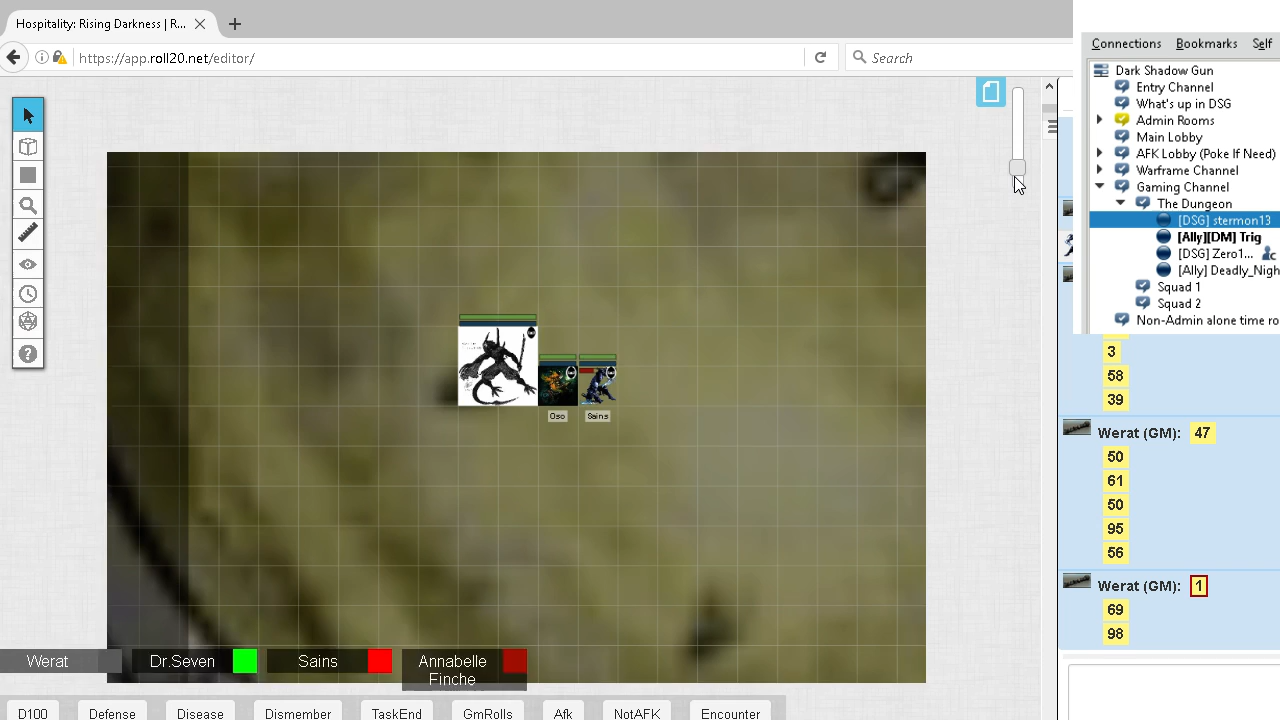 Hospitality: Rising Darkness | R...
https://app.roll20.net/editor/
Search
Connections Bookmarks Self
Dark Shadow Gun
Entry Channel
What's up in DSG
Admin Rooms
Main Lobby
AFK Lobby (Poke If Need)
Warframe Channel
Gaming Channel
The Dungeon
[DSG] stermon13
[Ally][DM] Trig
[DSG] Zero1...
[Ally] Deadly_Nigh
Squad 1
Squad 2
Non-Admin alone time ro
3
58
39
Werat (GM): 47
50
61
50
95
56
Werat (GM): 1
69
98
Oso
Sains
Werat
Dr.Seven
Sains
Annabelle
Finche
D100
Defense
Disease
Dismember
TaskEnd
GmRolls
Afk
NotAFK
Encounter